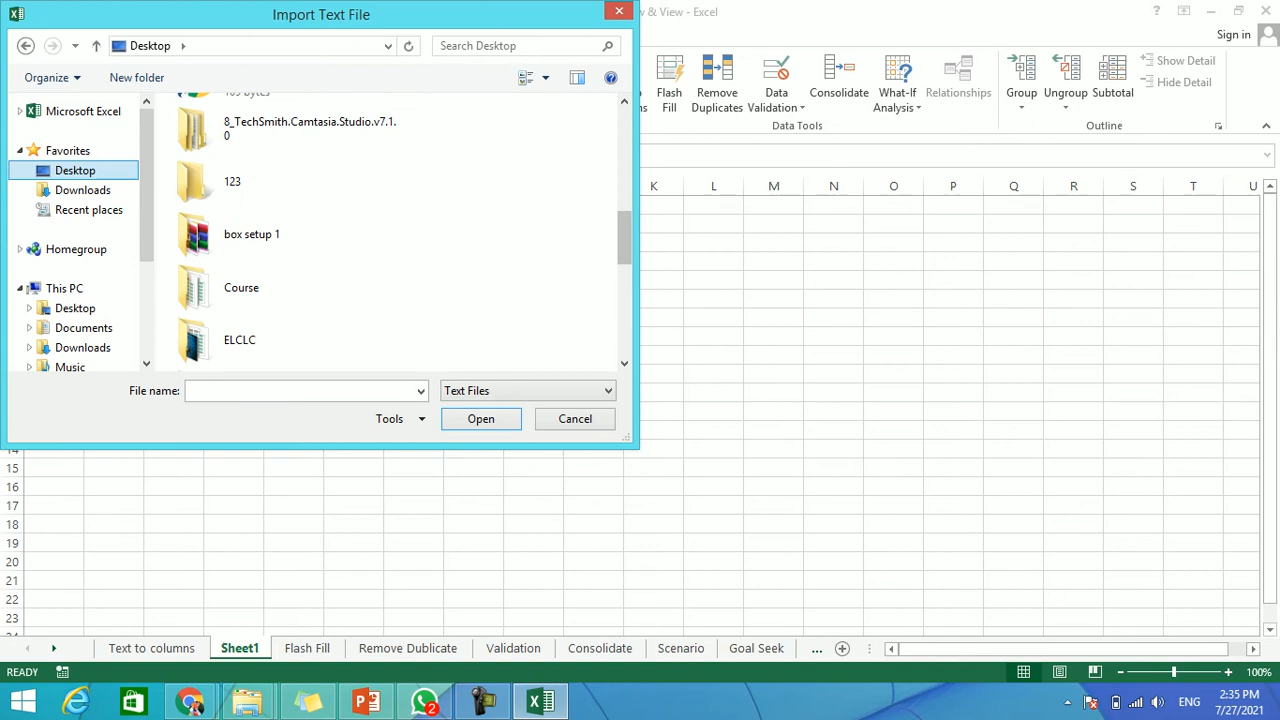 Import Text File
w & View - Excel
Sign in
Desktop
Search Desktop
Organize
New folder
Flash Fill
Remove Duplicates
Data Validation
Consolidate
What-If Analysis
Relationships
Group
Ungroup
Subtotal
Show Detail
Hide Detail
Data Tools
Outline
Microsoft Excel
Favorites
Desktop
Downloads
Recent places
Homegroup
This PC
Desktop
Documents
Downloads
Music
8_TechSmith.Camtasia.Studio.v7.1.
0
123
box setup 1
Course
ELCLC
File name:
Text Files
Tools
Open
Cancel
K L M N O P Q R S T U
15
16
17
18
19
20
21
22
23
Text to columns Sheet1 Flash Fill Remove Dublicate Validation Consolidate Scenario Goal Seek ...
READY
100%
2
ENG
2:35 PM
7/27/2021